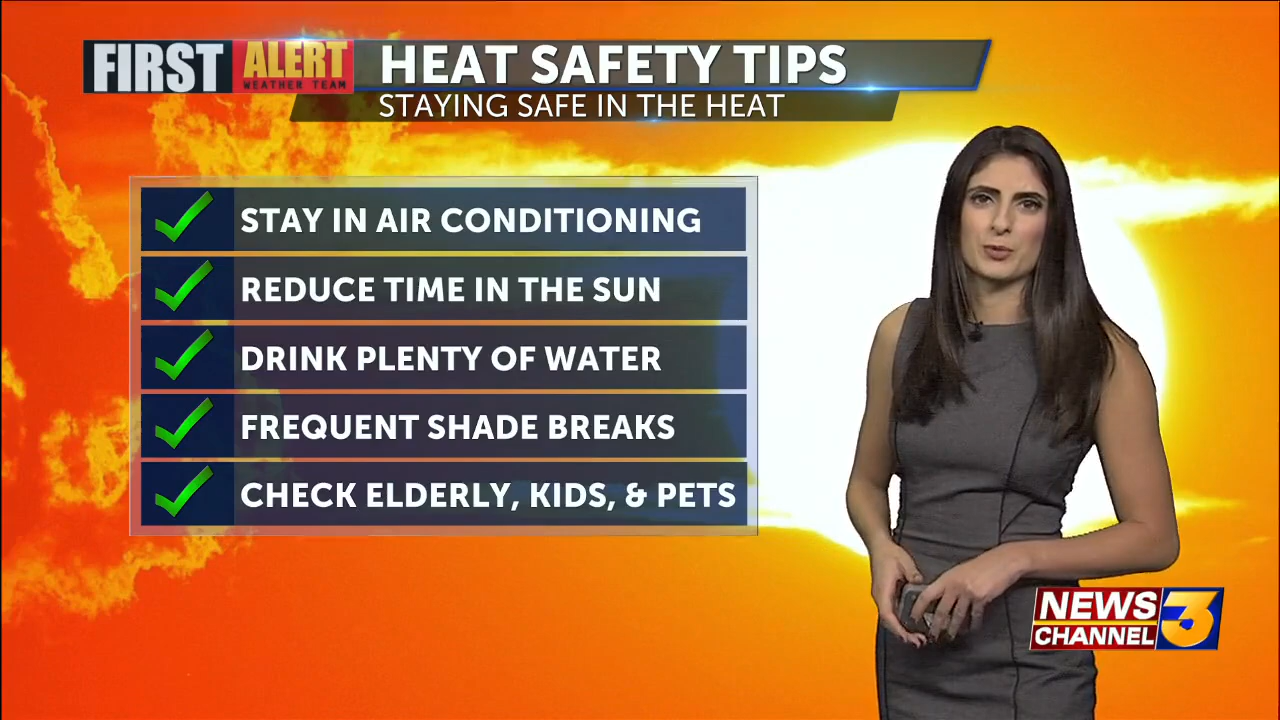 FIRST ALERT
WEATHER TEAM
HEAT SAFETY TIPS
STAYING SAFE IN THE HEAT
STAY IN AIR CONDITIONING
REDUCE TIME IN THE SUN
DRINK PLENTY OF WATER
FREQUENT SHADE BREAKS
CHECK ELDERLY, KIDS, & PETS
NEWS
CHANNEL 3